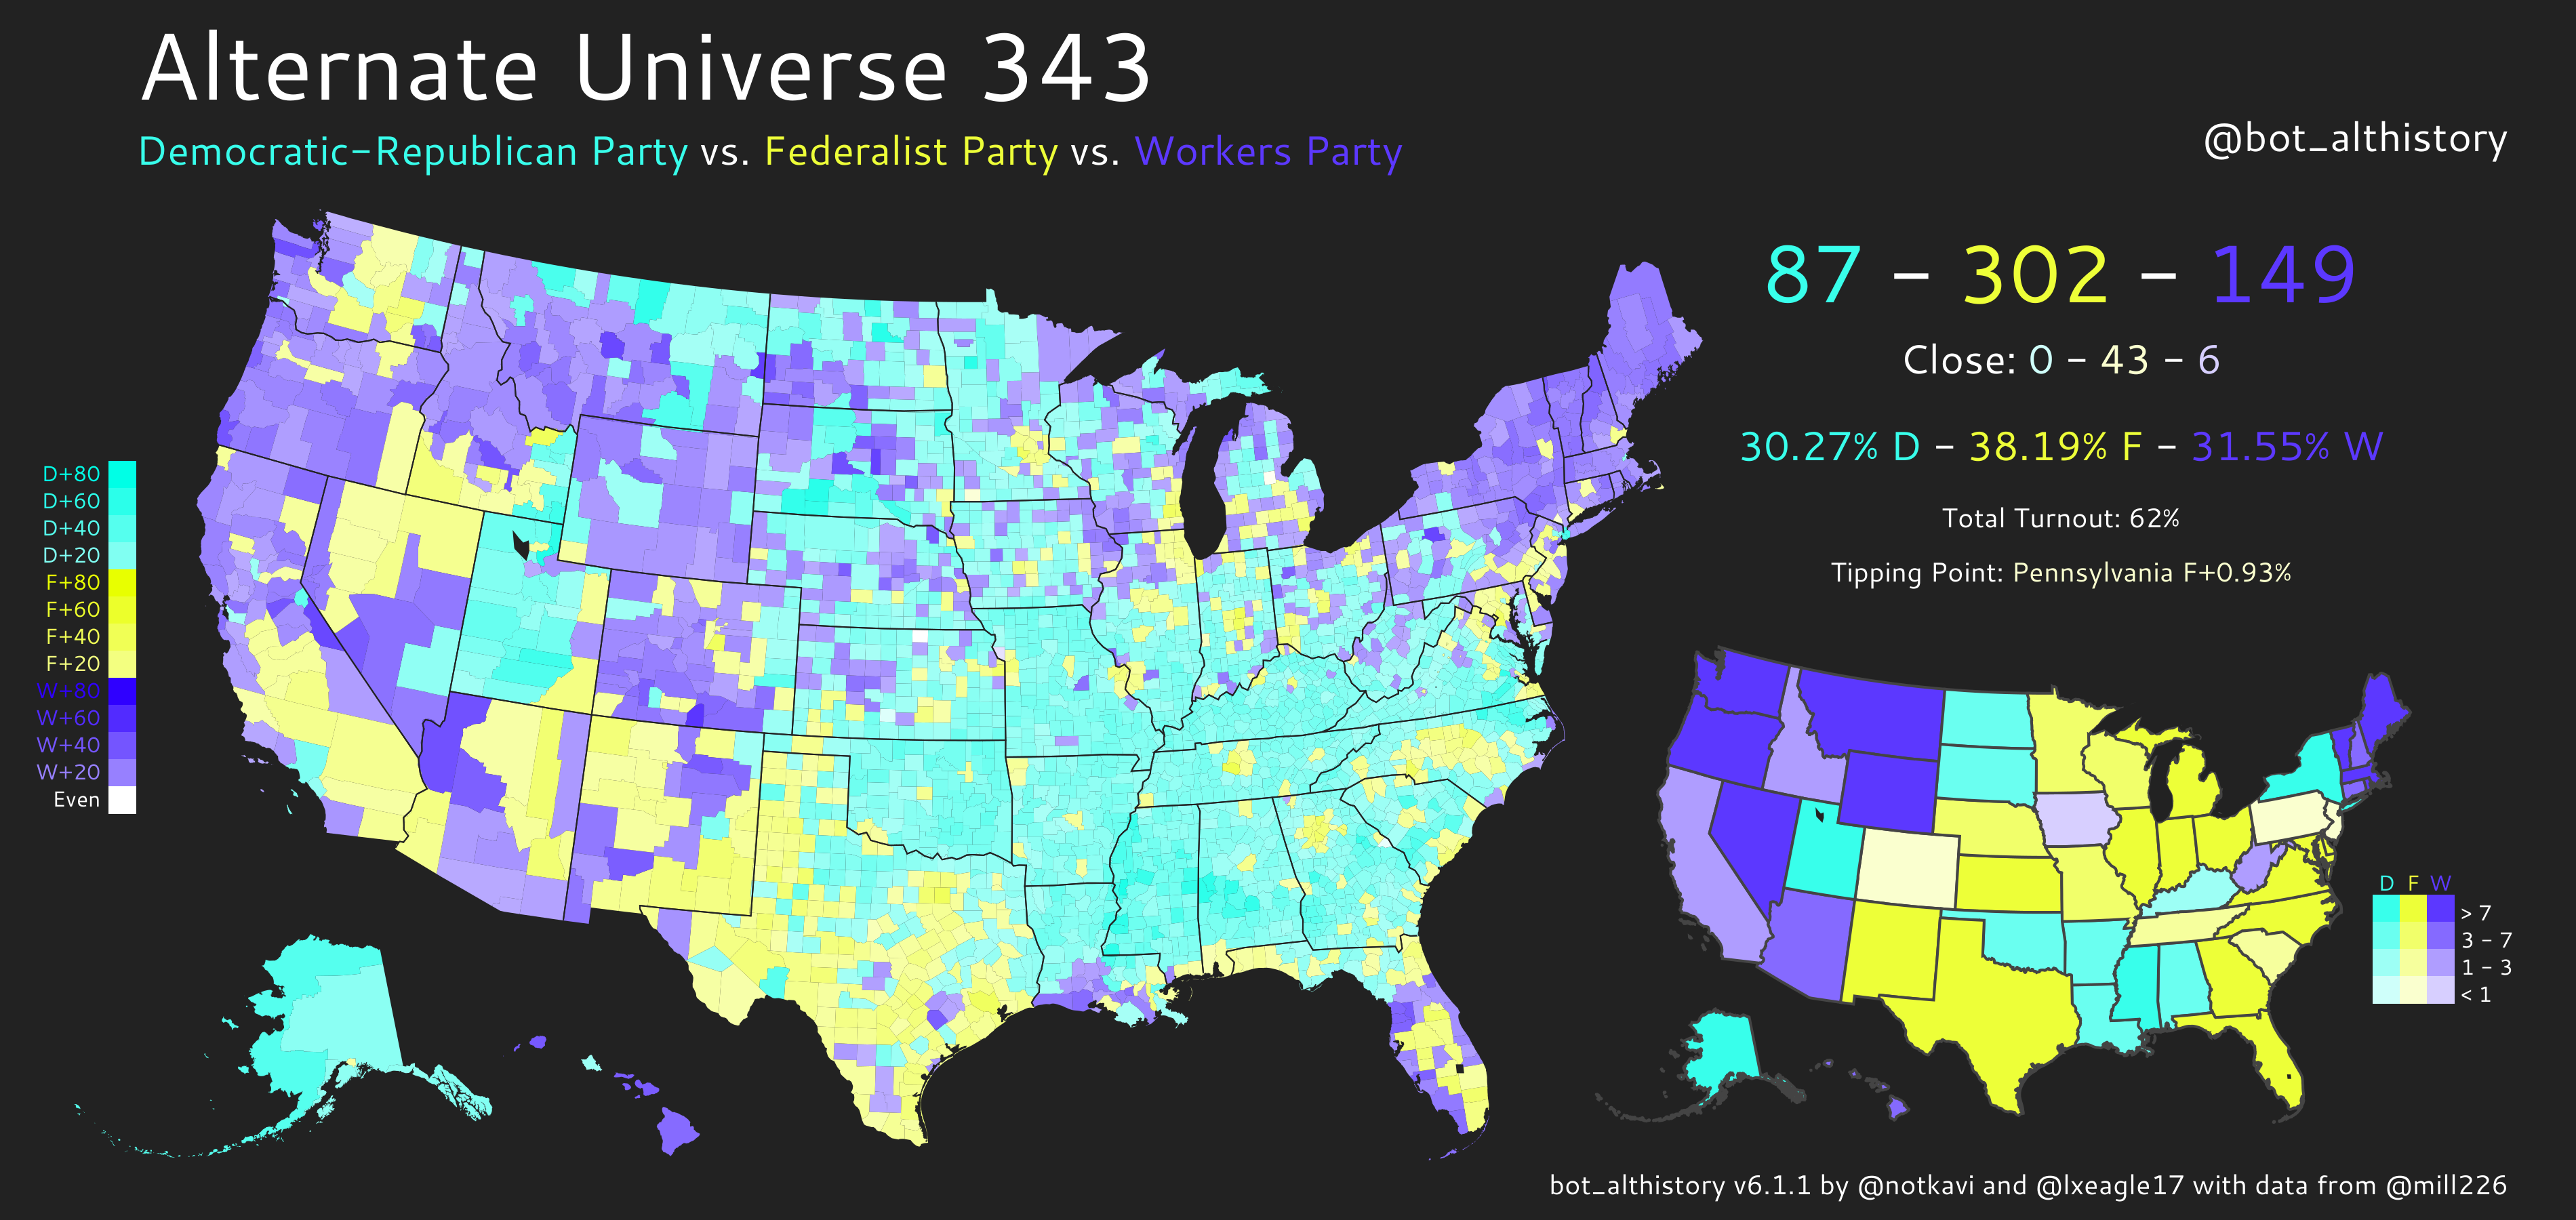 Alternate Universe 343
Democratic-Republican Party vs. Federalist Party vs. Workers Party
@bot_althistory
87 - 302 - 149
Close: 0 - 43 - 6
30.27% D - 38.19% F - 31.55% W
Total Turnout: 62%
Tipping Point: Pennsylvania F+0.93%
D+80
D+60
D+40
D+20
F+80
F+60
F+40
F+20
W+80
W+60
W+40
W+20
Even
D F W
> 7
3 - 7
1 - 3
< 1
bot_althistory v6.1.1 by @notkavi and @lxeagle17 with data from @mill226